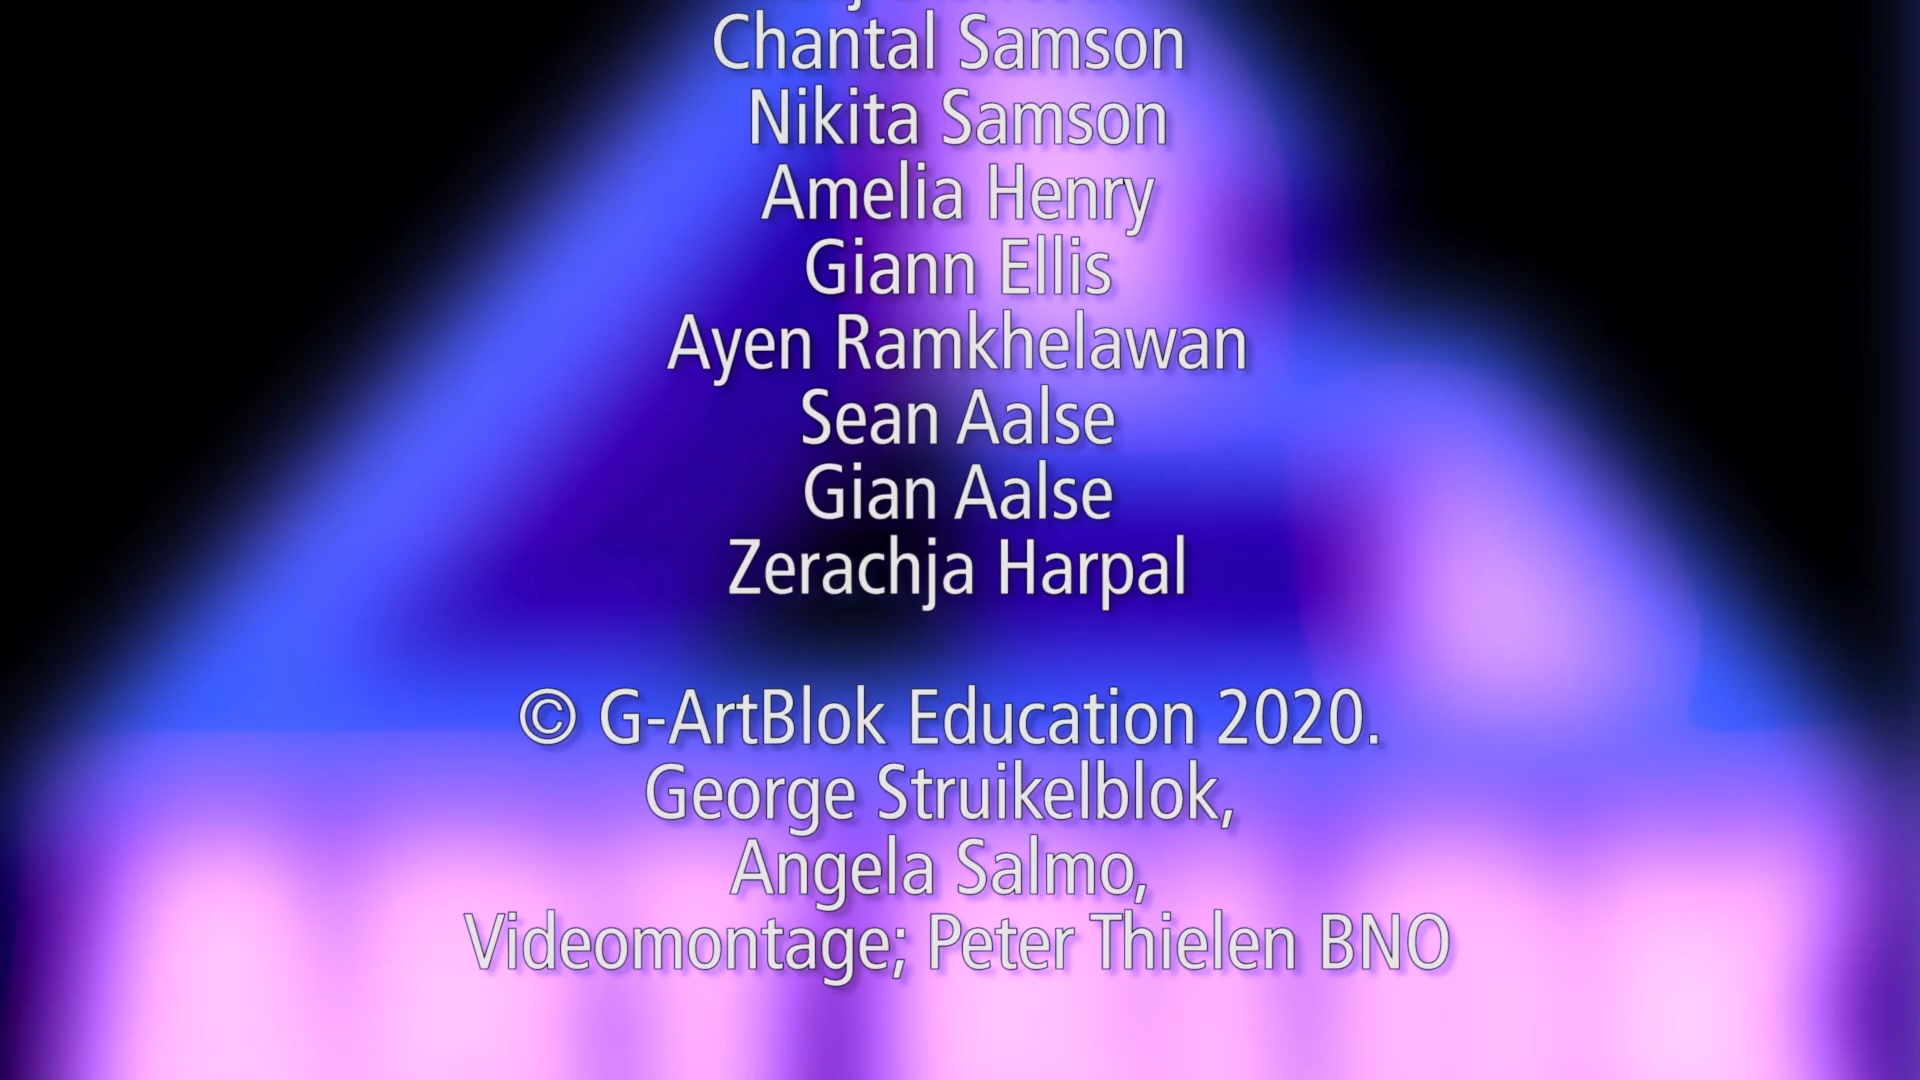 Chantal Samson
Nikita Samson
Amelia Henry
Giann Ellis
Ayen Ramkhelawan
Sean Aalse
Gian Aalse
Zerachja Harpal
© G-ArtBlok Education 2020.
George Struikelblok,
Angela Salmo,
Videomontage; Peter Thielen BNO